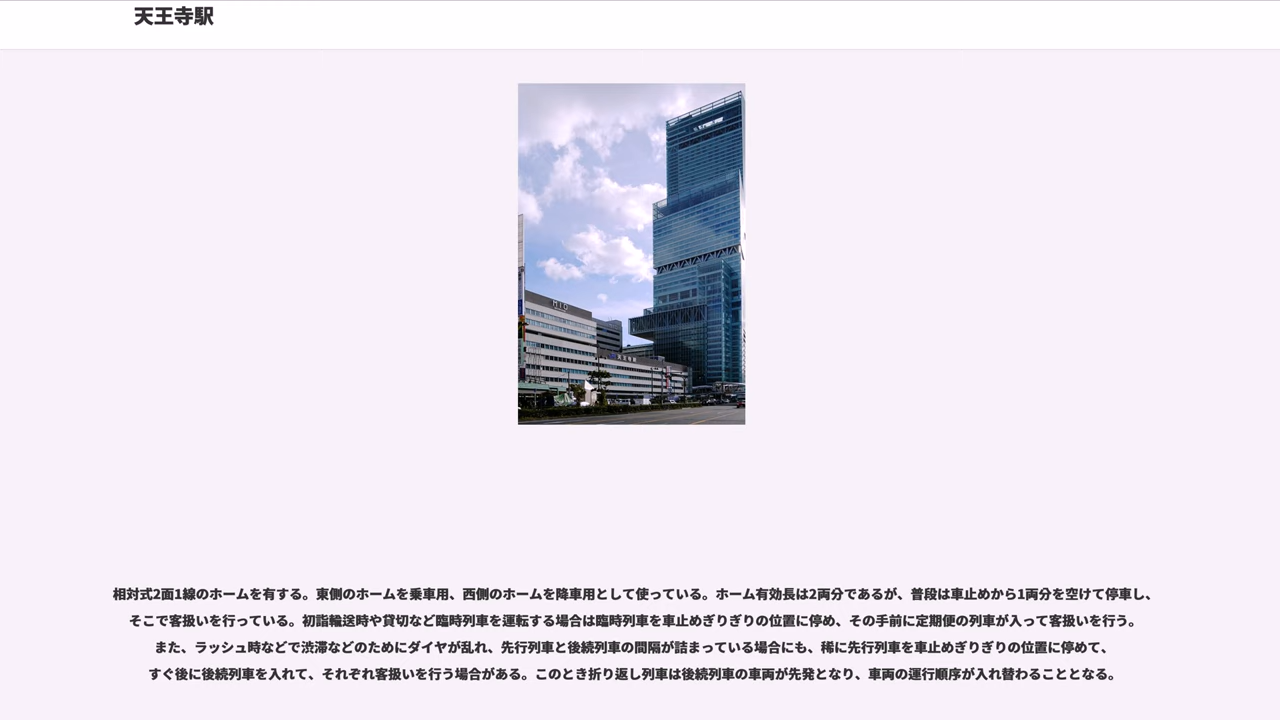 天王寺駅
MIO
天王寺駅
相対式2面1線のホームを有する。東側のホームを乗車用、西側のホームを降車用として使っている。ホーム有効長は2両分であるが、普段は車止めから1両分を空けて停車し、
そこで客扱いを行っている。初詣輸送時や貸切など臨時列車を運転する場合は臨時列車を車止めぎりぎりの位置に停め、その手前に定期便の列車が入って客扱いを行う。
また、ラッシュ時などで渋滞などのためにダイヤが乱れ、先行列車と後続列車の間隔が詰まっている場合にも、稀に先行列車を車止めぎりぎりの位置に停めて、
すぐ後に後続列車を入れて、それぞれ客扱いを行う場合がある。このとき折り返し列車は後続列車の車両が先発となり、車両の運行順序が入れ替わることとなる。